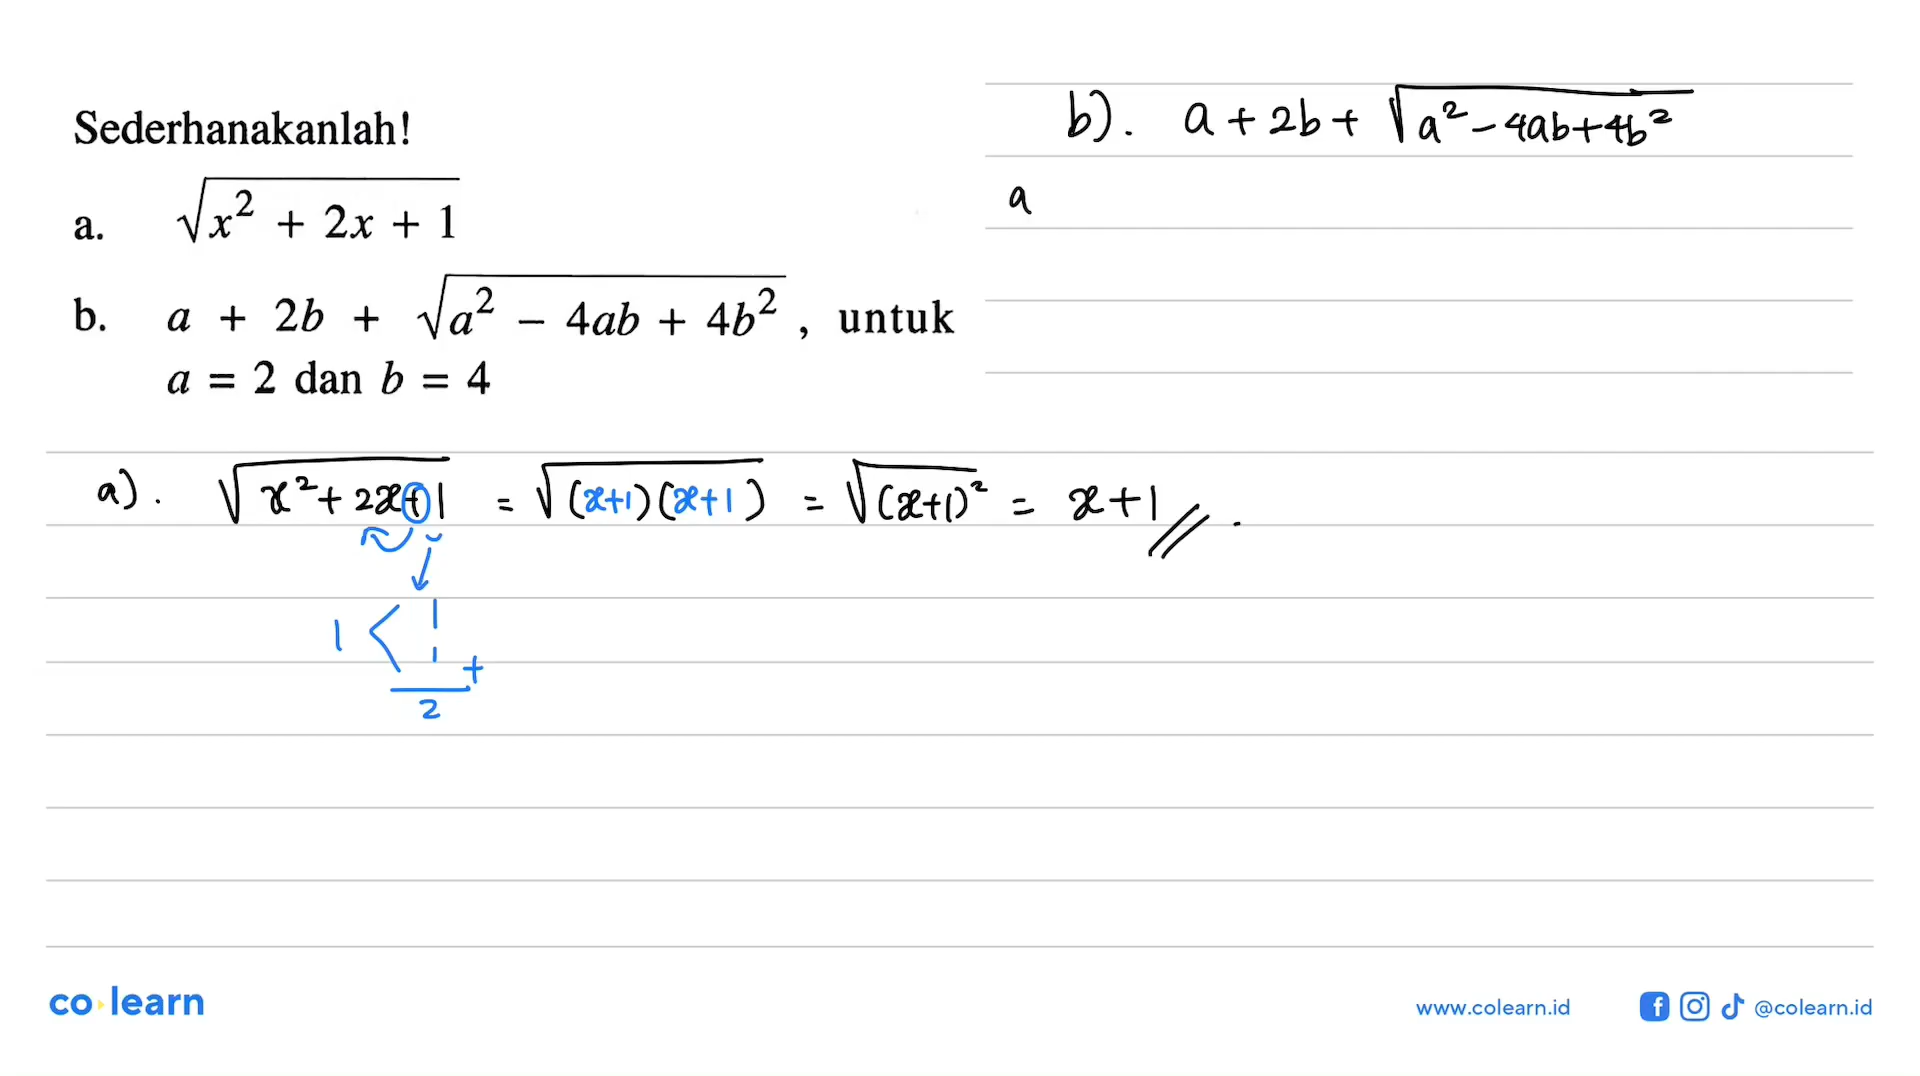 Sederhanakanlah!
a. √(x² + 2x + 1)
b. a + 2b + √(a² − 4ab + 4b²) , untuk
a = 2 dan b = 4
b). a + 2b + √(a² − 4ab + 4b²)
a
a). √(x² + 2x + 1) = √((x+1)(x+1)) = √((x+1)²) = x+1 // .
1 < 1
1 +
2
co learn
www.colearn.id
@colearn.id